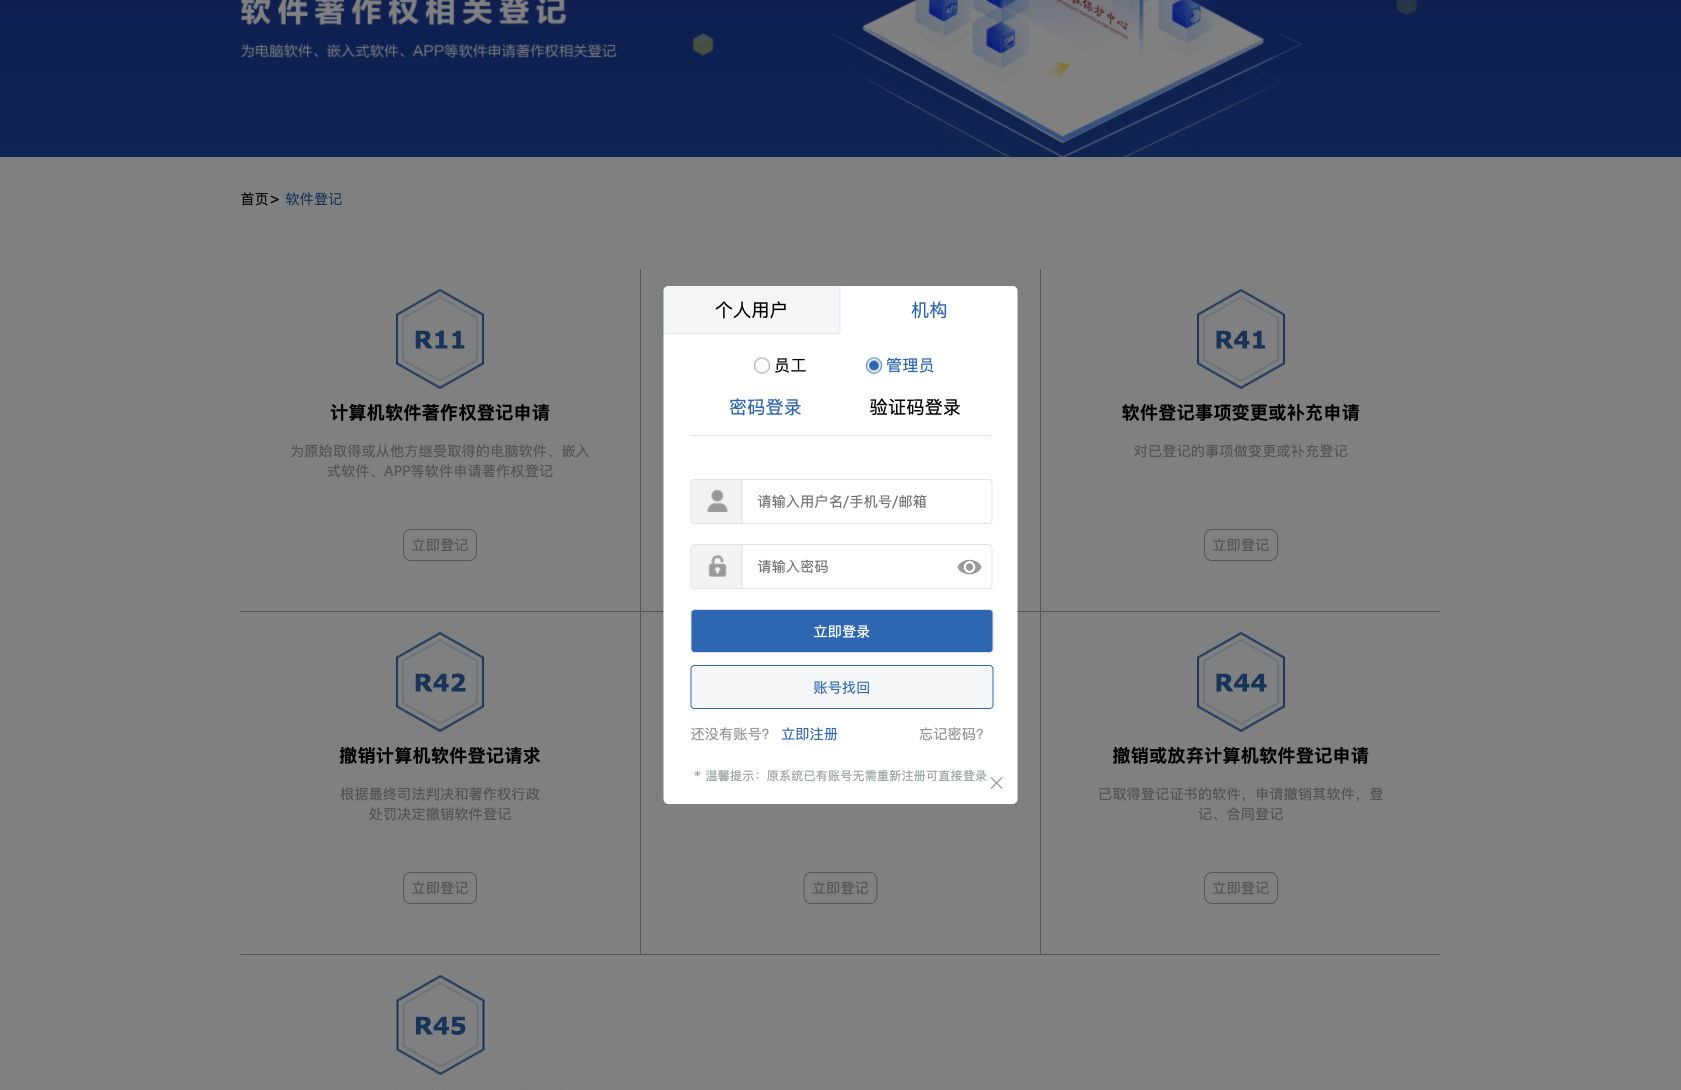 软件著作权相关登记
为电脑软件、嵌入式软件、APP等软件申请著作权相关登记
首页> 软件登记
R11
计算机软件著作权登记申请
为原始取得或从他方继受取得的电脑软件、嵌入
式软件、APP等软件申请著作权登记
立即登记
个人用户
机构
员工
管理员
密码登录
验证码登录
请输入用户名/手机号/邮箱
请输入密码
立即登录
账号找回
还没有账号? 立即注册
忘记密码?
* 温馨提示：原系统已有账号无需重新注册可直接登录
R41
软件登记事项变更或补充申请
对已登记的事项做变更或补充登记
立即登记
R42
撤销计算机软件登记请求
根据最终司法判决和著作权行政
处罚决定撤销软件登记
立即登记
立即登记
R44
撤销或放弃计算机软件登记申请
已取得登记证书的软件，申请撤销其软件，登
记、合同登记
立即登记
R45